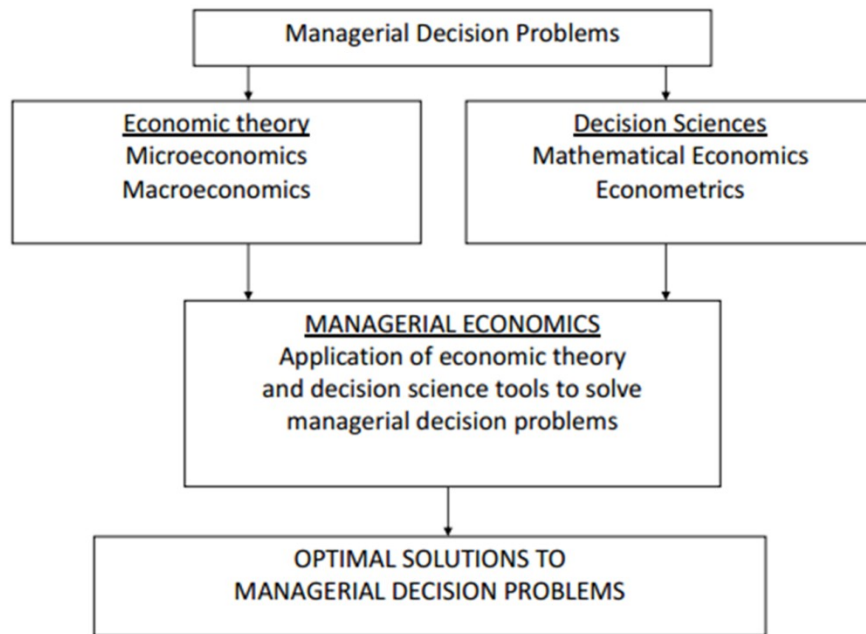 Managerial Decision Problems
Economic theory
Microeconomics
Macroeconomics
Decision Sciences
Mathematical Economics
Econometrics
MANAGERIAL ECONOMICS
Application of economic theory
and decision science tools to solve
managerial decision problems
OPTIMAL SOLUTIONS TO
MANAGERIAL DECISION PROBLEMS